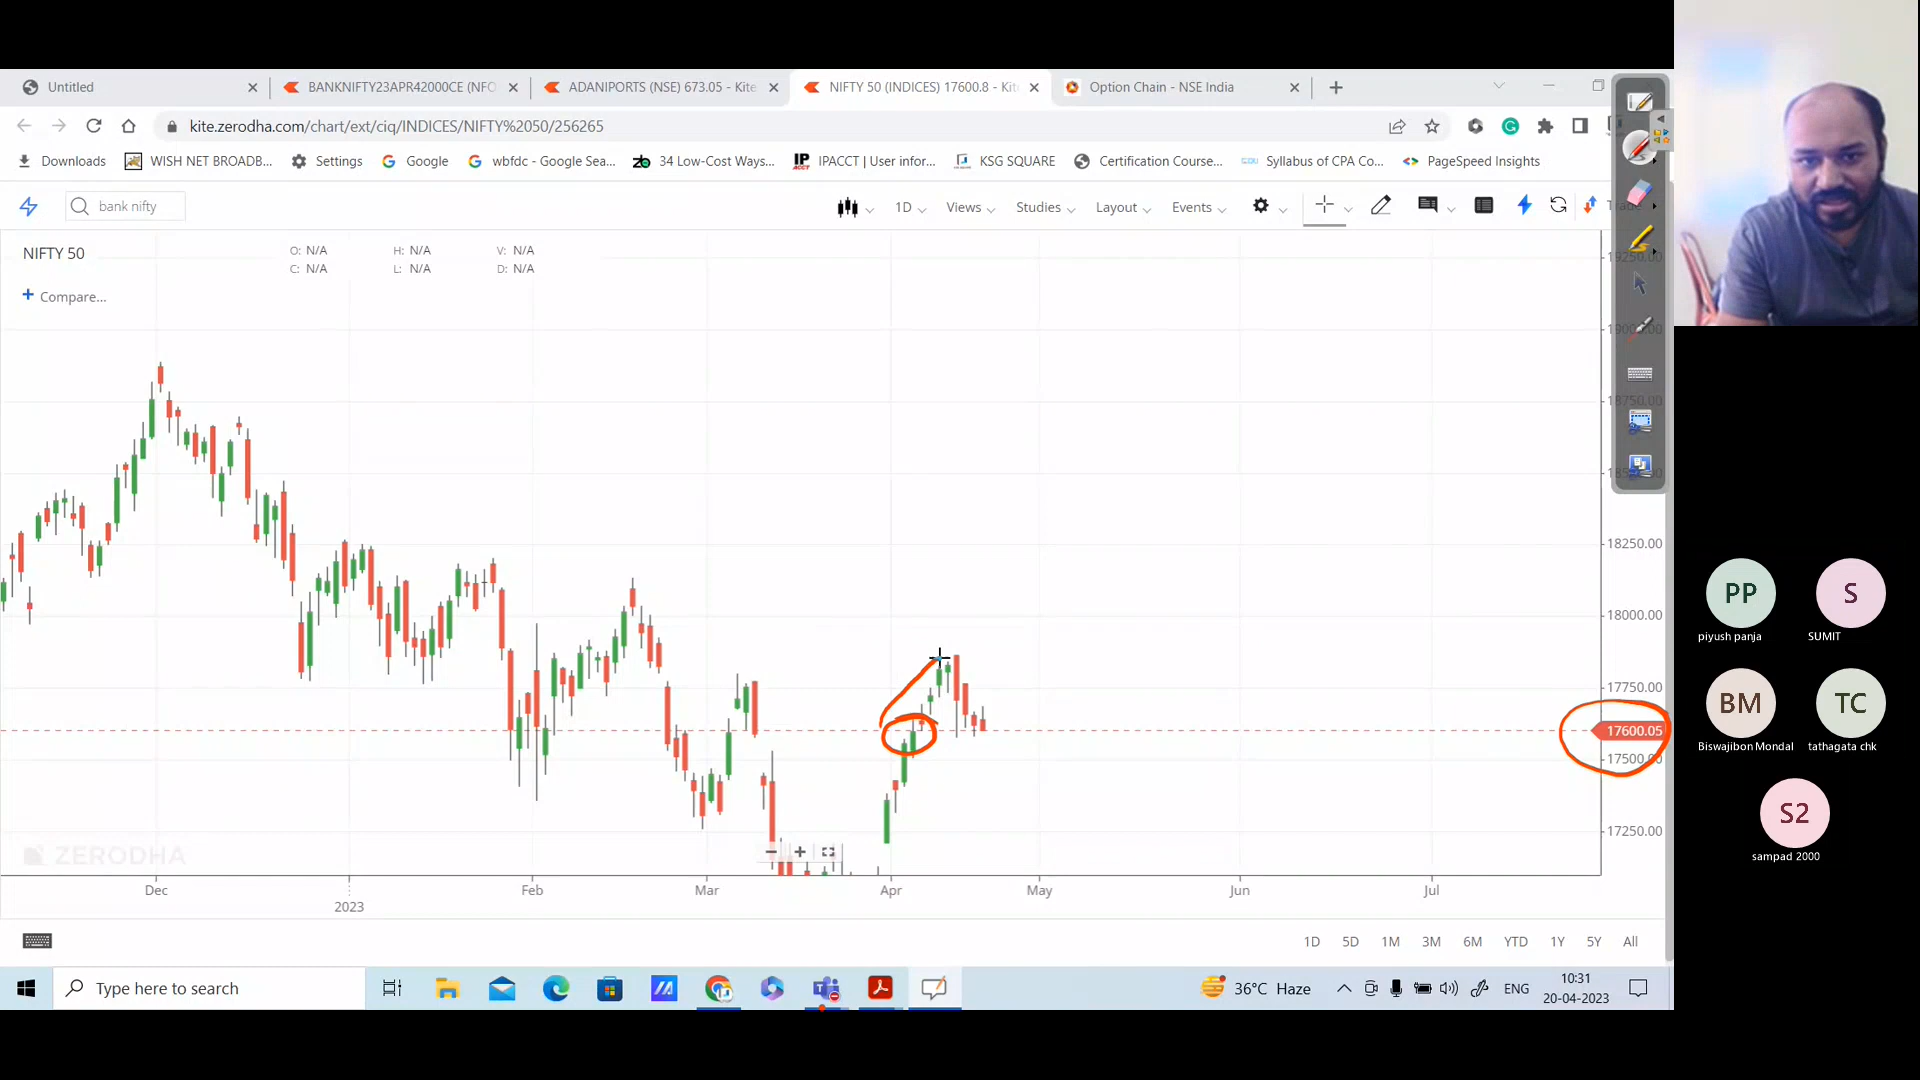 Untitled
BANKNIFTY23APR42000CE (NFO
ADANIPORTS (NSE) 673.05 - Kite
NIFTY 50 (INDICES) 17600.8 - Kit
Option Chain - NSE India
kite.zerodha.com/chart/ext/ciq/INDICES/NIFTY%2050/256265
Downloads
WISH NET BROADB...
Settings
Google
wbfdc - Google Sea...
34 Low-Cost Ways...
IPACCT | User infor...
KSG SQUARE
Certification Course...
Syllabus of CPA Co...
PageSpeed Insights
bank nifty
1D
Views
Studies
Layout
Events
NIFTY 50
O: N/A
H: N/A
V: N/A
C: N/A
L: N/A
D: N/A
Compare...
19250.00
18750.00
18250.00
18000.00
17750.00
17600.05
17500.00
17250.00
ZERODHA
Dec
2023
Feb
Mar
Apr
May
Jun
Jul
1D
5D
1M
3M
6M
YTD
1Y
5Y
All
Type here to search
36°C Haze
ENG
10:31
20-04-2023
PP
piyush panja
S
SUMIT
BM
Biswajibon Mondal
TC
tathagata chk
S2
sampad 2000